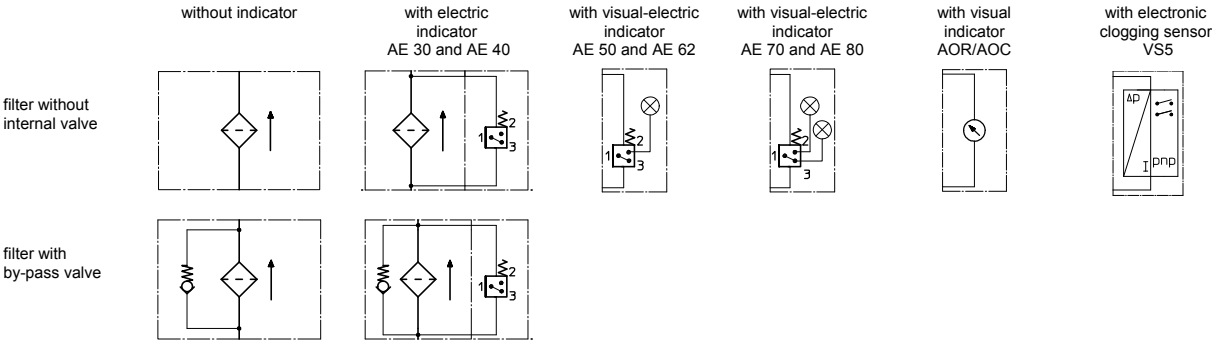 without indicator
with electric
indicator
AE 30 and AE 40
with visual-electric
indicator
AE 50 and AE 62
with visual-electric
indicator
AE 70 and AE 80
with visual
indicator
AOR/AOC
with electronic
clogging sensor
VS5
filter without
internal valve
1
2
3
1
2
3
1
2
3
Δp
I
pnp
filter with
by-pass valve
1
2
3